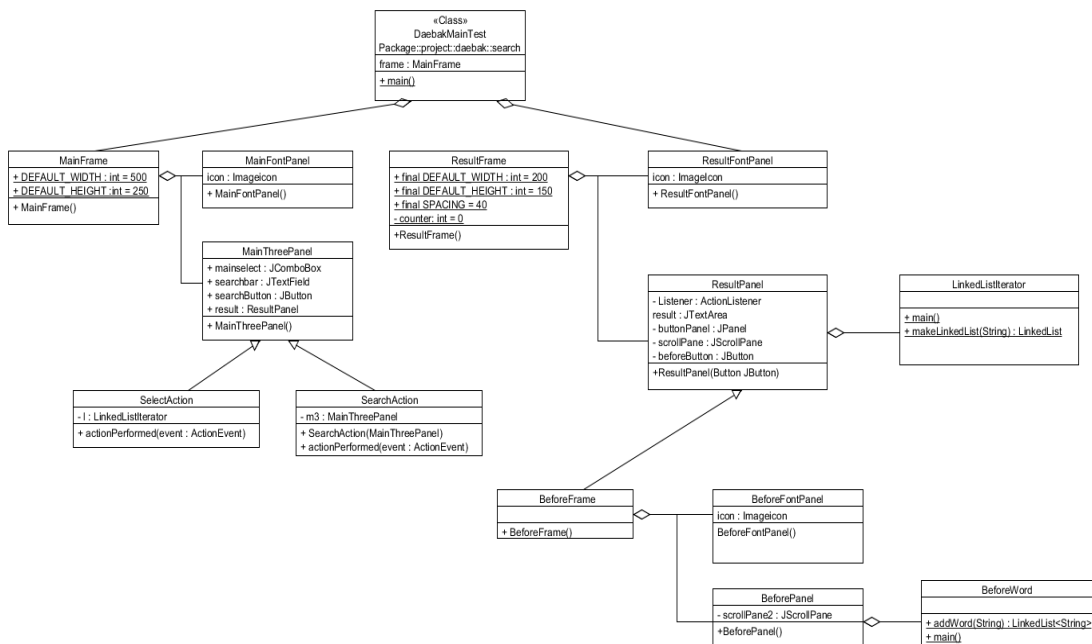 «Class»
DaebakMainTest
Package::project::daebak::search
frame : MainFrame
+ main()
MainFrame
+ DEFAULT_WIDTH : int = 500
+ DEFAULT_HEIGHT :int = 250
+ MainFrame()
MainFontPanel
icon : Imageicon
+ MainFontPanel()
ResultFrame
+ final DEFAULT_WIDTH : int = 200
+ final DEFAULT_HEIGHT : int = 150
+ final SPACING = 40
- counter: int = 0
+ResultFrame()
ResultFontPanel
icon : ImageIcon
+ ResultFontPanel()
MainThreePanel
+ mainselect : JComboBox
+ searchbar : JTextField
+ searchButton : JButton
+ result : ResultPanel
+ MainThreePanel()
ResultPanel
- Listener : ActionListener
result : JTextArea
- buttonPanel : JPanel
- scrollPane : JScrollPane
- beforeButton : JButton
+ResultPanel(Button JButton)
LinkedListIterator
+ main()
+ makeLinkedList(String) : LinkedList
SelectAction
- l : LinkedListIterator
+ actionPerformed(event : ActionEvent)
SearchAction
- m3 : MainThreePanel
+ SearchAction(MainThreePanel)
+ actionPerformed(event : ActionEvent)
BeforeFrame
+ BeforeFrame()
BeforeFontPanel
icon : Imageicon
BeforeFontPanel()
BeforePanel
- scrollPane2 : JScrollPane
+BeforePanel()
BeforeWord
+ addWord(String) : LinkedList<String>
+ main()